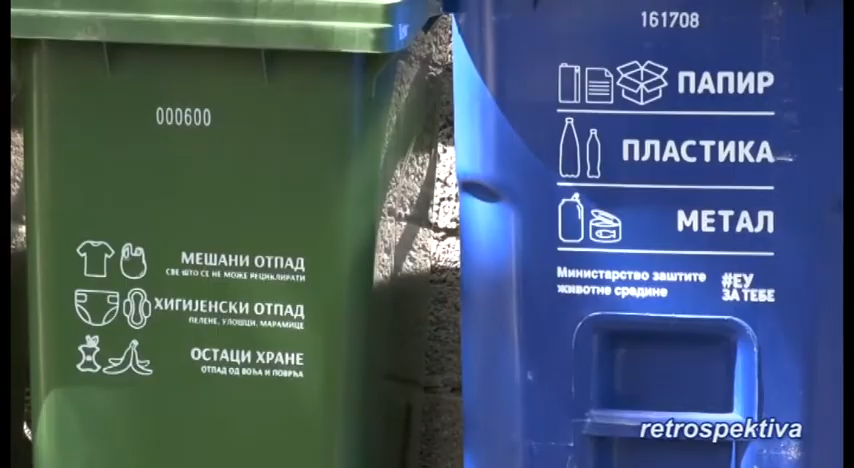 000600
МЕШАНИ ОТПАД
СВЕ ШТО СЕ НЕ МОЖЕ РЕЦИКЛИРАТИ
ХИГИЈЕНСКИ ОТПАД
ПЕЛЕНЕ, УЛОШЦИ, МАРАМИЦЕ
ОСТАЦИ ХРАНЕ
ОТПАД ОД ВОЋА И ПОВРЋА
161708
ПАПИР
ПЛАСТИКА
МЕТАЛ
Министарство заштите
животне средине
#ЕУ
ЗА ТЕБЕ
retrospektiva